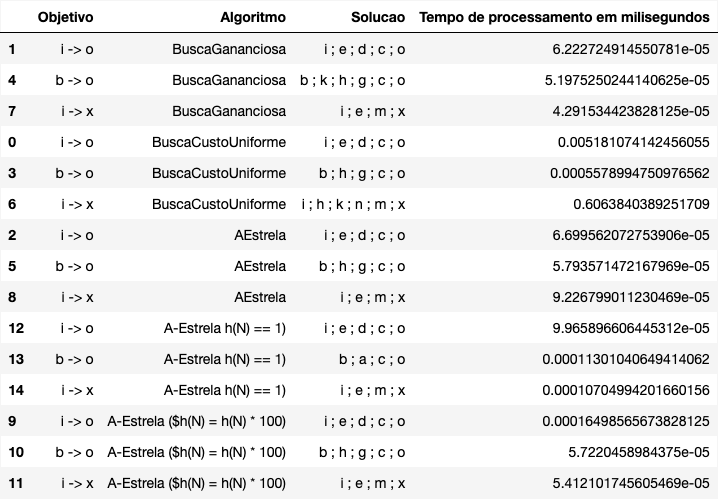 Objetivo Algoritmo Solucao Tempo de processamento em milisegundos
1 i -> o BuscaGananciosa i ; e ; d ; c ; o 6.222724914550781e-05
4 b -> o BuscaGananciosa b ; k ; h ; g ; c ; o 5.1975250244140625e-05
7 i -> x BuscaGananciosa i ; e ; m ; x 4.291534423828125e-05
0 i -> o BuscaCustoUniforme i ; e ; d ; c ; o 0.005181074142456055
3 b -> o BuscaCustoUniforme b ; h ; g ; c ; o 0.0005578994750976562
6 i -> x BuscaCustoUniforme i ; h ; k ; n ; m ; x 0.6063840389251709
2 i -> o AEstrela i ; e ; d ; c ; o 6.699562072753906e-05
5 b -> o AEstrela b ; h ; g ; c ; o 5.793571472167969e-05
8 i -> x AEstrela i ; e ; m ; x 9.226799011230469e-05
12 i -> o A-Estrela h(N) == 1) i ; e ; d ; c ; o 9.965896606445312e-05
13 b -> o A-Estrela h(N) == 1) b ; a ; c ; o 0.00011301040649414062
14 i -> x A-Estrela h(N) == 1) i ; e ; m ; x 0.00010704994201660156
9 i -> o A-Estrela ($h(N) = h(N) * 100) i ; e ; d ; c ; o 0.00016498565673828125
10 b -> o A-Estrela ($h(N) = h(N) * 100) b ; h ; g ; c ; o 5.7220458984375e-05
11 i -> x A-Estrela ($h(N) = h(N) * 100) i ; e ; m ; x 5.412101745605469e-05